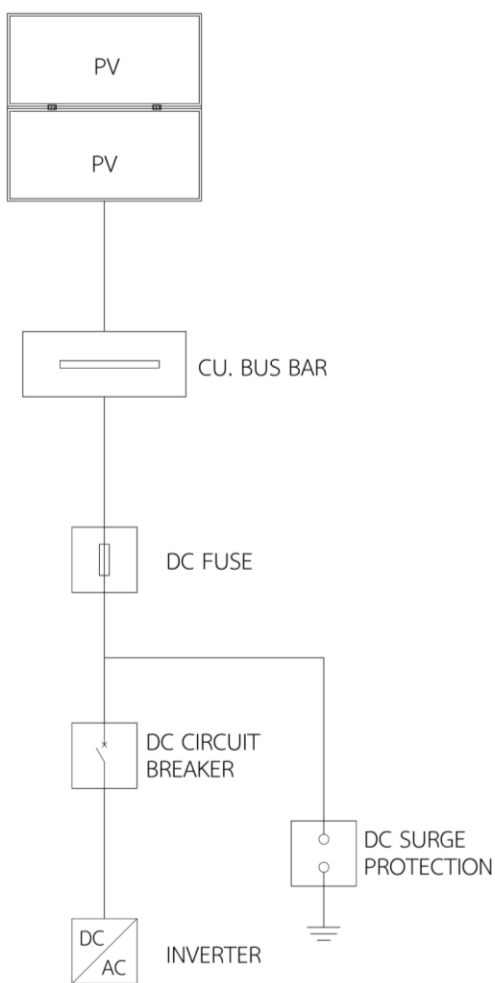 PV
PV
CU. BUS BAR
DC FUSE
DC CIRCUIT
BREAKER
DC SURGE
PROTECTION
DC
AC
INVERTER